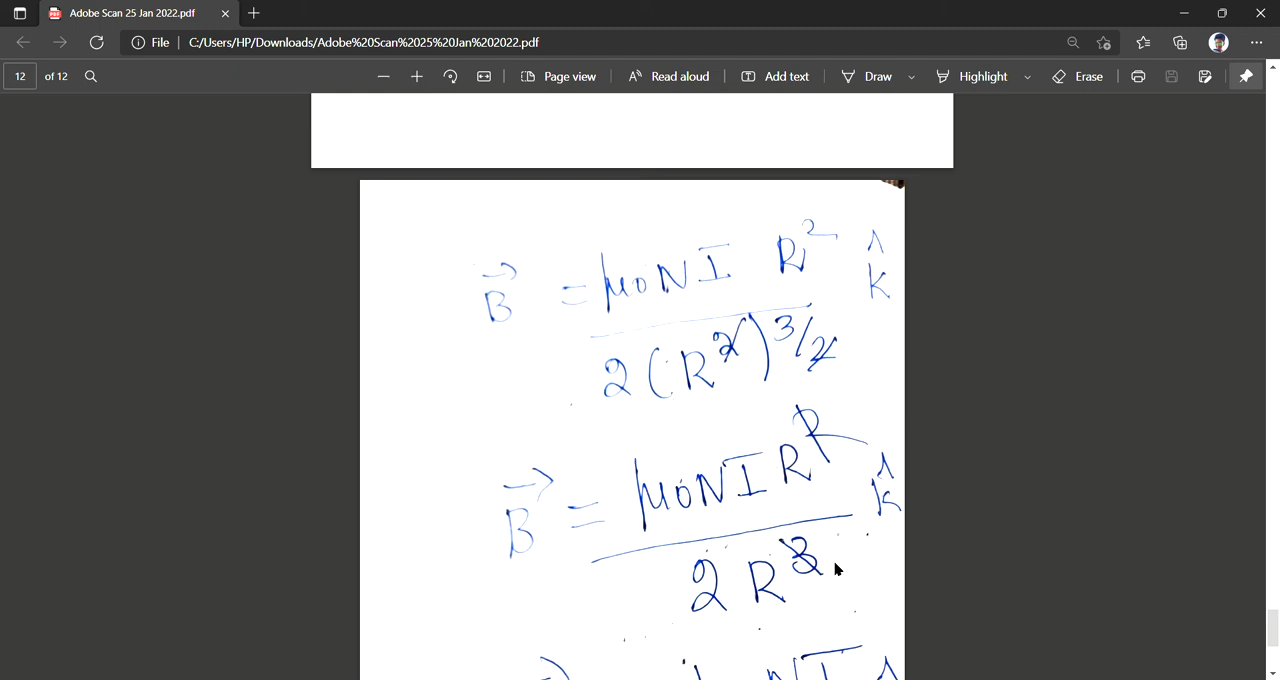 Adobe Scan 25 Jan 2022.pdf
File | C:/Users/HP/Downloads/Adobe%20Scan%2025%20Jan%202022.pdf
12 of 12 Page view Read aloud Add text Draw Highlight Erase
B⃗ = μ0NI R² k̂
2(R²)^3/2
B⃗ = μ0NI R² k̂
2 R³
NI